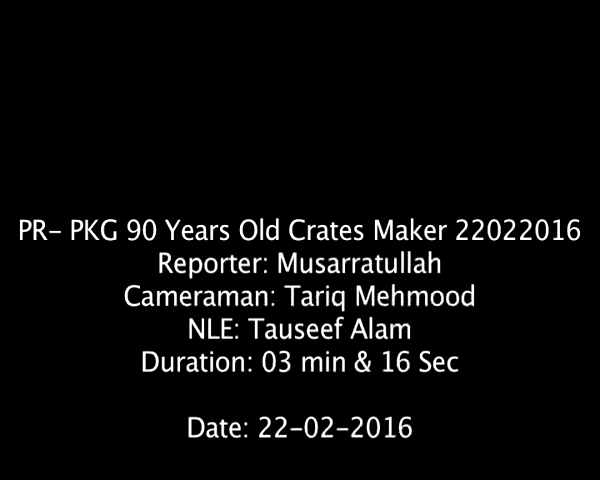 PR- PKG 90 Years Old Crates Maker 22022016
Reporter: Musarratullah
Cameraman: Tariq Mehmood
NLE: Tauseef Alam
Duration: 03 min & 16 Sec
Date: 22-02-2016